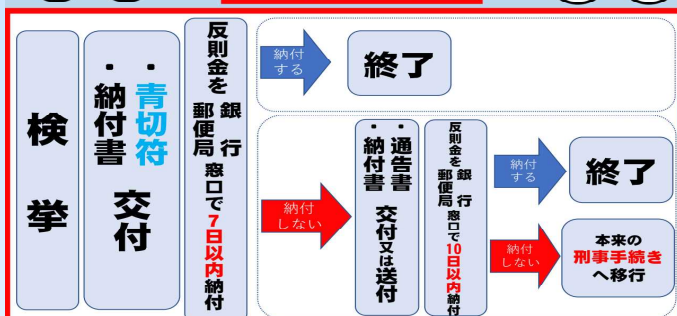 検挙
・青切符
・納付書
交付
反則金を
銀行
郵便局
窓口で7日以内納付
納付
する
終了
納付
しない
・通告書
・納付書
交付又は送付
反則金を
銀行
郵便局
窓口で10日以内納付
納付
する
終了
納付
しない
本来の
刑事手続き
へ移行